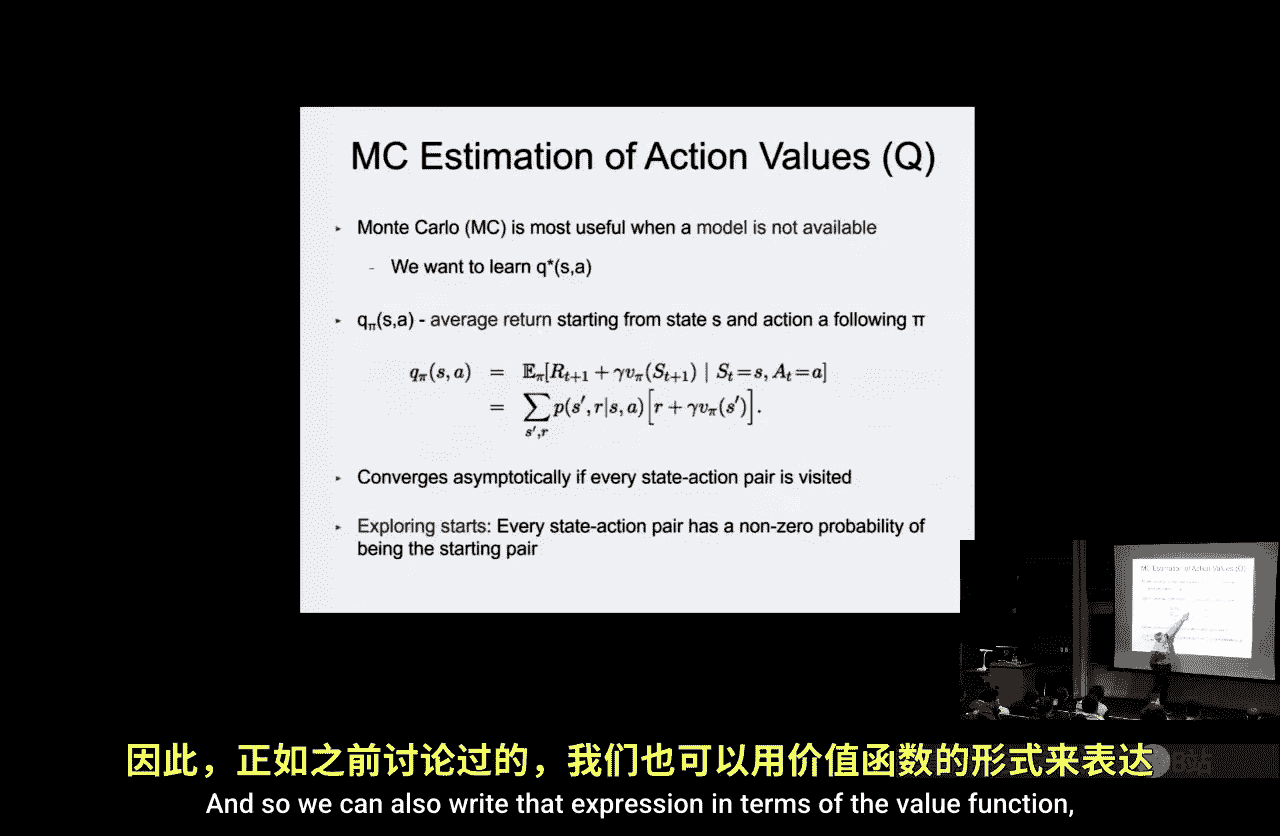 MC Estimation of Action Values (Q)
‣ Monte Carlo (MC) is most useful when a model is not available
- We want to learn q*(s,a)
‣ qπ(s,a) - average return starting from state s and action a following π
qπ(s, a) = 𝔼π[Rt+1 + γvπ(St+1) | St=s, At=a]
= ∑s′,r p(s′, r|s, a)[r + γvπ(s′)].
‣ Converges asymptotically if every state-action pair is visited
‣ Exploring starts: Every state-action pair has a non-zero probability of
being the starting pair
MC Estimation of Action Values (Q)
因此，正如之前讨论过的，我们也可以用价值函数的形式来表达
And so we can also write that expression in terms of the value function,